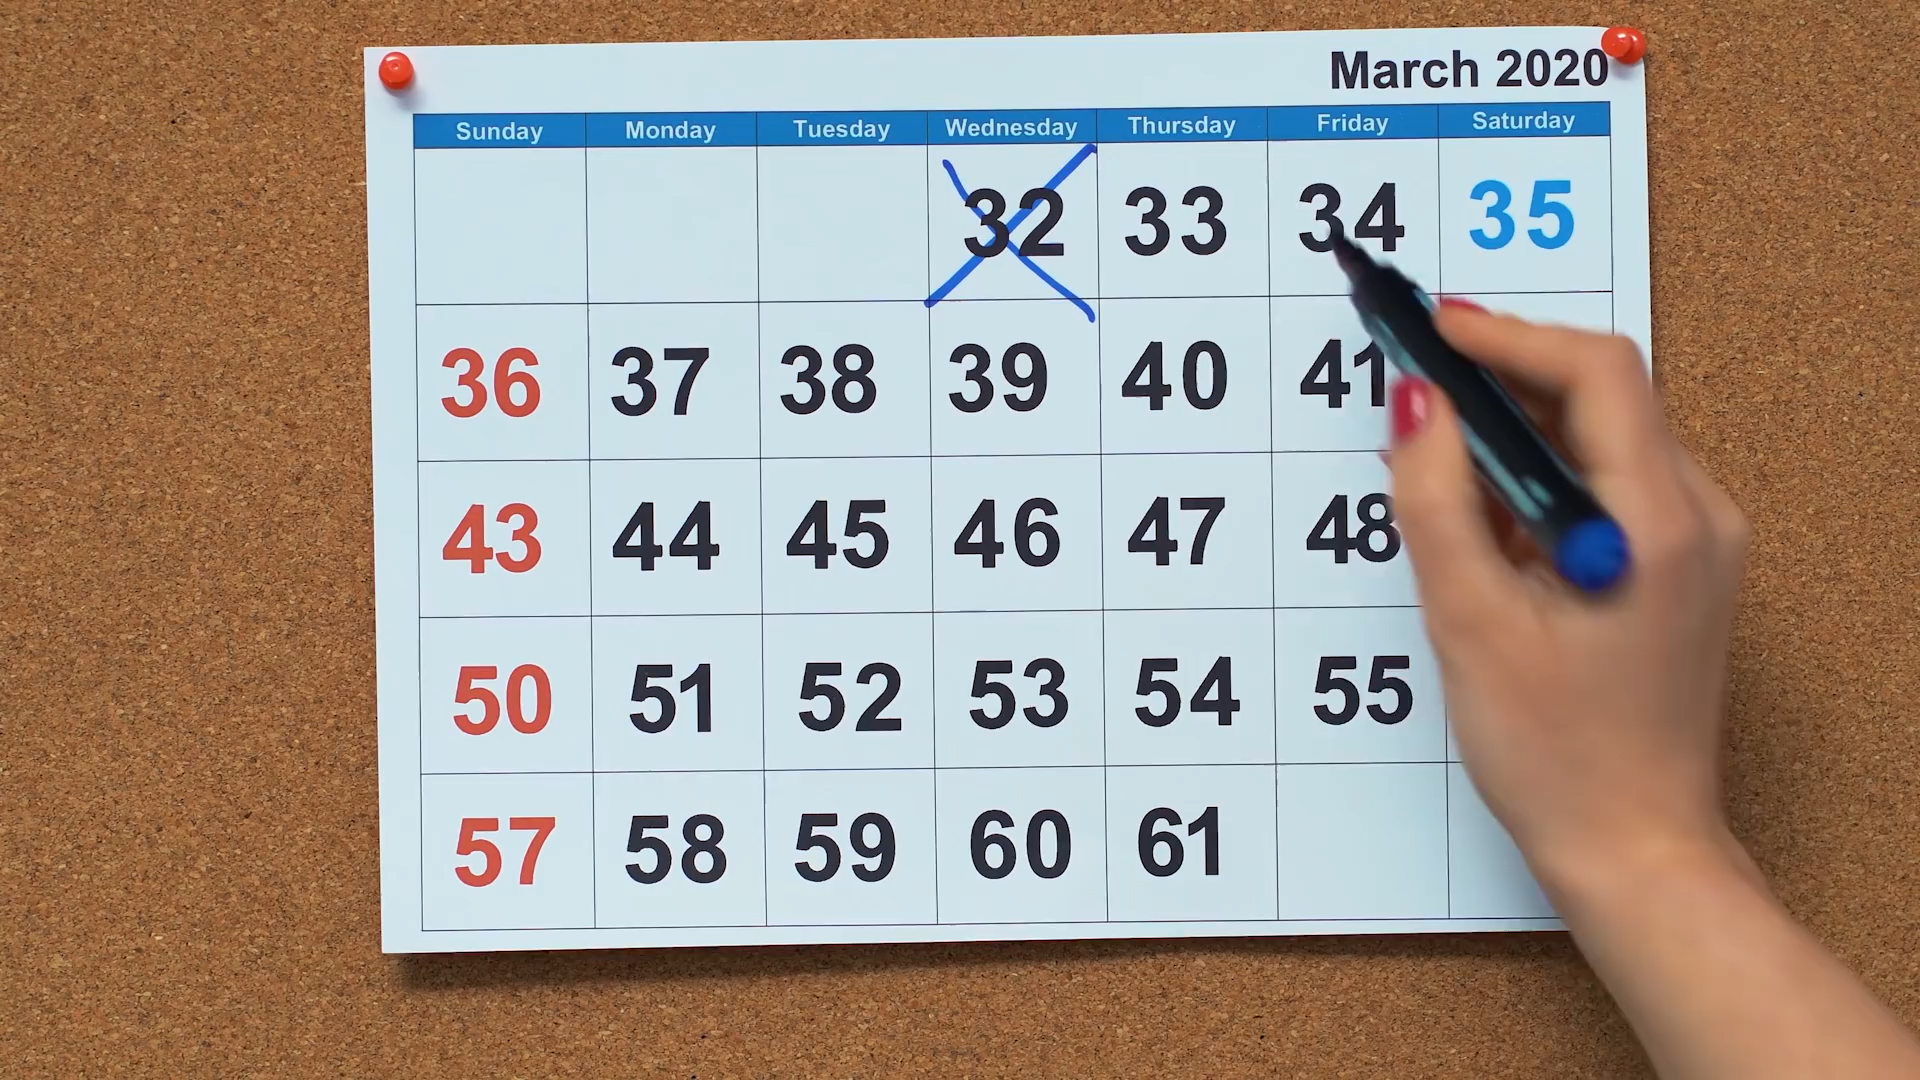 March 2020
Sunday Monday Tuesday Wednesday Thursday Friday Saturday
32 33 34 35
36 37 38 39 40 41
43 44 45 46 47 48
50 51 52 53 54 55
57 58 59 60 61